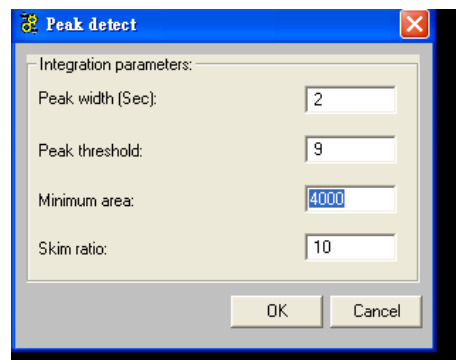 Peak detect
Integration parameters:
Peak width (Sec): 2
Peak threshold: 9
Minimum area: 4000
Skim ratio: 10
OK Cancel